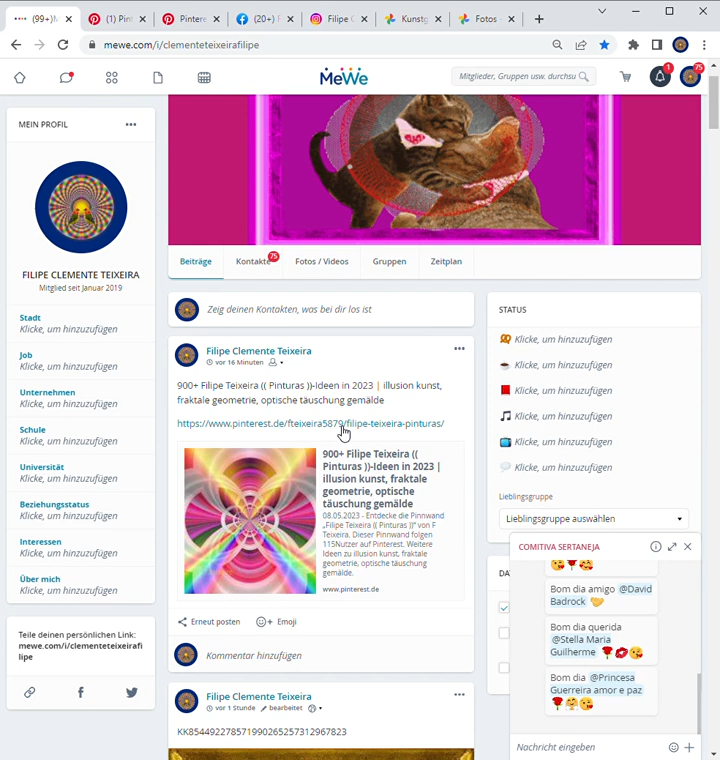 (99+)
(1) Pint
Pintere
(20+) F
Filipe C
Kunstg
Fotos -
mewe.com/i/clementeteixeirafilipe
MeWe
Mitglieder, Gruppen usw. durchsu
1
75
MEIN PROFIL
FILIPE CLEMENTE TEIXEIRA
Mitglied seit Januar 2019
Stadt
Klicke, um hinzuzufügen
Job
Klicke, um hinzuzufügen
Unternehmen
Klicke, um hinzuzufügen
Schule
Klicke, um hinzuzufügen
Universität
Klicke, um hinzuzufügen
Beziehungsstatus
Klicke, um hinzuzufügen
Interessen
Klicke, um hinzuzufügen
Über mich
Klicke, um hinzuzufügen
Teile deinen persönlichen Link:
mewe.com/i/clementeteixeirafi
lipe
Beiträge
Kontakte
75
Fotos / Videos
Gruppen
Zeitplan
Zeig deinen Kontakten, was bei dir los ist
Filipe Clemente Teixeira
vor 16 Minuten
900+ Filipe Teixeira (( Pinturas ))-Ideen in 2023 | illusion kunst,
fraktale geometrie, optische täuschung gemälde
https://www.pinterest.de/fteixeira5879/filipe-teixeira-pinturas/
900+ Filipe Teixeira ((
Pinturas ))-Ideen in 2023 |
illusion kunst, fraktale
geometrie, optische
täuschung gemälde
08.05.2023 - Entdecke die Pinnwand
„Filipe Teixeira (( Pinturas ))“ von F
Teixeira. Dieser Pinnwand folgen
115Nutzer auf Pinterest. Weitere
Ideen zu illusion kunst, fraktale
geometrie, optische täuschung
gemälde.
www.pinterest.de
Erneut posten
Emoji
Kommentar hinzufügen
Filipe Clemente Teixeira
vor 1 Stunde
bearbeitet
KK854492278571990265257312967823
STATUS
Klicke, um hinzuzufügen
Klicke, um hinzuzufügen
Klicke, um hinzuzufügen
Klicke, um hinzuzufügen
Klicke, um hinzuzufügen
Klicke, um hinzuzufügen
Lieblingsgruppe
Lieblingsgruppe auswählen
DA
COMITIVA SERTANEJA
Bom dia amigo @David
Badrock
Bom dia querida
@Stella Maria
Guilherme
Bom dia @Princesa
Guerreira amor e paz
Nachricht eingeben